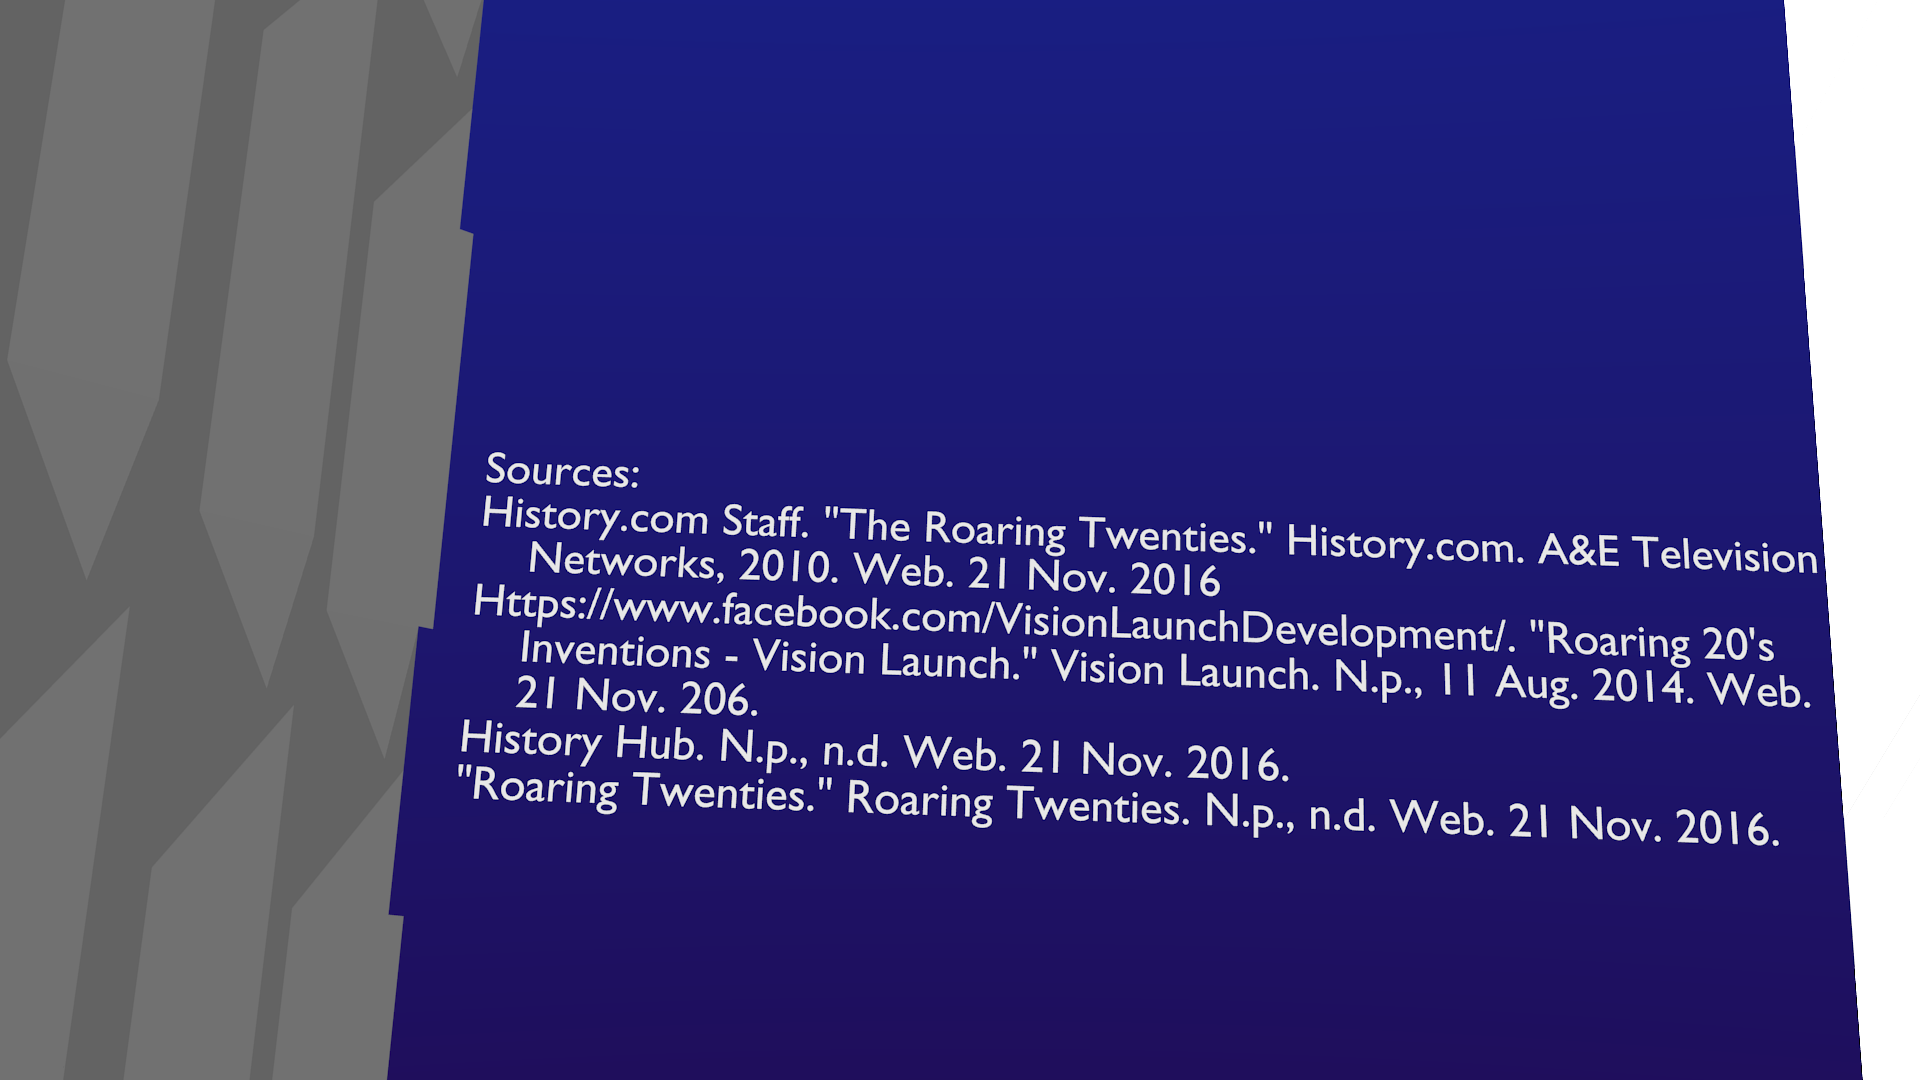 Sources:
History.com Staff. "The Roaring Twenties." History.com. A&E Television
Networks, 2010. Web. 21 Nov. 2016
Https://www.facebook.com/VisionLaunchDevelopment/. "Roaring 20's
Inventions - Vision Launch." Vision Launch. N.p., 11 Aug. 2014. Web.
21 Nov. 206.
History Hub. N.p., n.d. Web. 21 Nov. 2016.
"Roaring Twenties." Roaring Twenties. N.p., n.d. Web. 21 Nov. 2016.